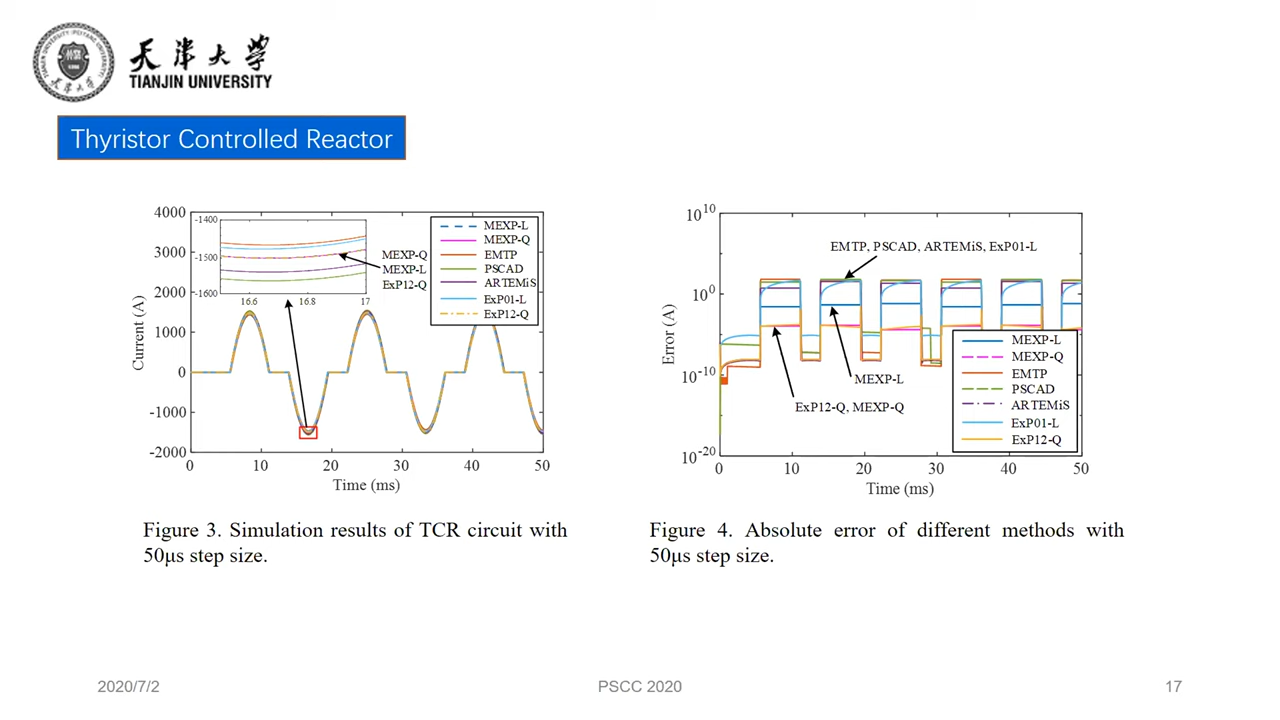 天津大学
TIANJIN UNIVERSITY
Thyristor Controlled Reactor
4000
3000
2000
1000
0
-1000
-2000
Current (A)
-1400
-1500
-1600
16.6
16.8
17
MEXP-Q
MEXP-L
ExP12-Q
MEXP-L
MEXP-Q
EMTP
PSCAD
ARTEMiS
ExP01-L
ExP12-Q
0
10
20
30
40
50
Time (ms)
Figure 3. Simulation results of TCR circuit with
50μs step size.
10^10
10^0
10^-10
10^-20
Error (A)
EMTP, PSCAD, ARTEMiS, ExP01-L
MEXP-L
ExP12-Q, MEXP-Q
MEXP-L
MEXP-Q
EMTP
PSCAD
ARTEMiS
ExP01-L
ExP12-Q
0
10
20
30
40
50
Time (ms)
Figure 4. Absolute error of different methods with
50μs step size.
2020/7/2
PSCC 2020
17